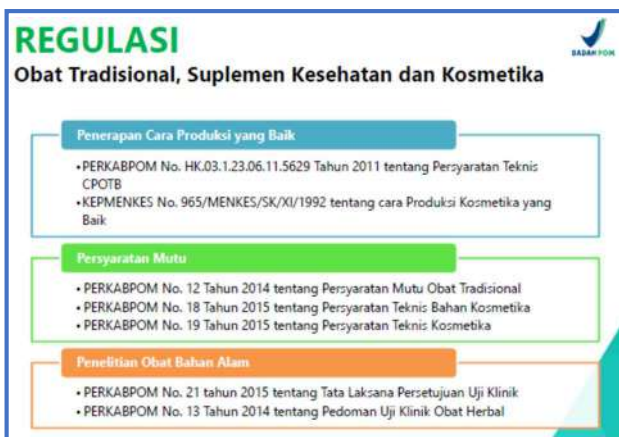 REGULASI
BADAN POM
Obat Tradisional, Suplemen Kesehatan dan Kosmetika
Penerapan Cara Produksi yang Baik
•PERKABPOM No. HK.03.1.23.06.11.5629 Tahun 2011 tentang Persyaratan Teknis
CPOTB
•KEPMENKES No. 965/MENKES/SK/XI/1992 tentang cara Produksi Kosmetika yang
Baik
Persyaratan Mutu
• PERKABPOM No. 12 Tahun 2014 tentang Persyaratan Mutu Obat Tradisional
• PERKABPOM No. 18 Tahun 2015 tentang Persyaratan Teknis Bahan Kosmetika
• PERKABPOM No. 19 Tahun 2015 tentang Persyaratan Teknis Kosmetika
Penelitian Obat Bahan Alam
• PERKABPOM No. 21 tahun 2015 tentang Tata Laksana Persetujuan Uji Klinik
• PERKABPOM No. 13 Tahun 2014 tentang Pedoman Uji Klinik Obat Herbal